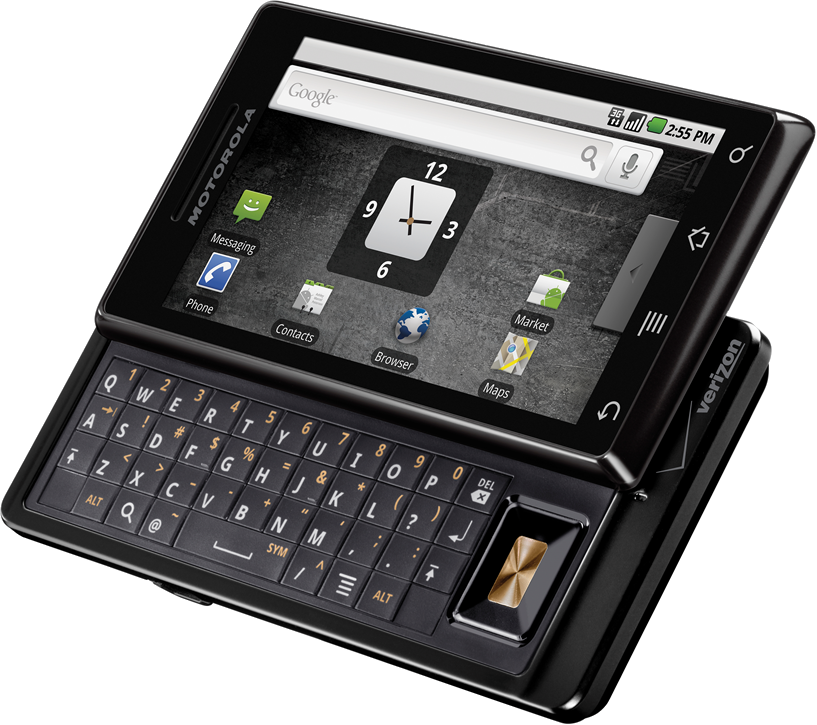 MOTOROLA
Google
3G 2:55 PM
12
9 3
6
Messaging
Phone
Contacts
Browser
Market
Maps
verizon
Q 1 W 2 E 3 R 4 T 5 Y 6 U 7 I 8 O 9 P 0 DEL
A S ! D # F $ G % H = J & K * L ( ? )
Z < X > C - V - B + N " M ' , ; . :
ALT @ ~ SYM / ^ ALT